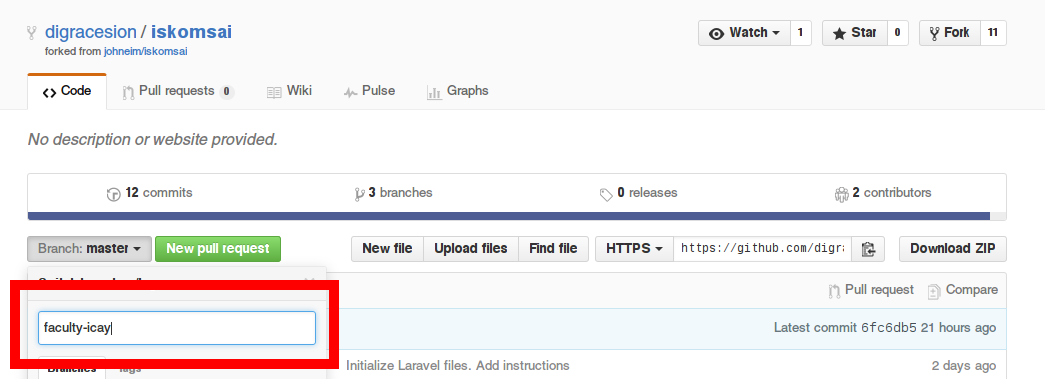 digracesion / iskomsai
forked from johneim/iskomsai
Watch 1 Star 0 Fork 11
Code Pull requests 0 Wiki Pulse Graphs
No description or website provided.
12 commits 3 branches 0 releases 2 contributors
Branch: master New pull request New file Upload files Find file HTTPS https://github.com/digra Download ZIP
Pull request Compare
faculty-icay
Latest commit 6fc6db5 21 hours ago
Branches Tags
Initialize Laravel files. Add instructions 2 days ago